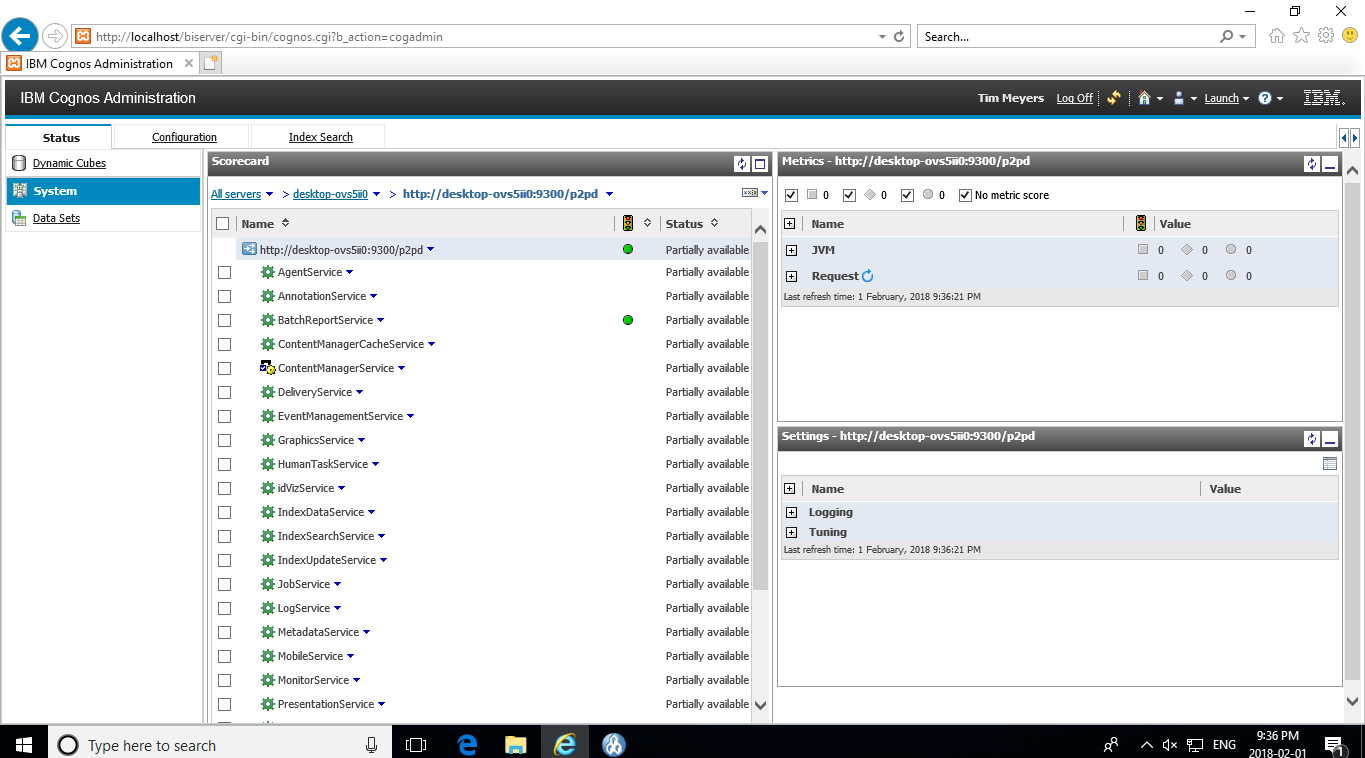 http://localhost/biserver/cgi-bin/cognos.cgi?b_action=cogadmin
Search...
IBM Cognos Administration
IBM Cognos Administration
Tim Meyers Log Off Launch IBM.
Status Configuration Index Search
Dynamic Cubes
System
Data Sets
Scorecard
All servers > desktop-ovs5ii0 > http://desktop-ovs5ii0:9300/p2pd
Name Status
http://desktop-ovs5ii0:9300/p2pd Partially available
AgentService Partially available
AnnotationService Partially available
BatchReportService Partially available
ContentManagerCacheService Partially available
ContentManagerService Partially available
DeliveryService Partially available
EventManagementService Partially available
GraphicsService Partially available
HumanTaskService Partially available
idVizService Partially available
IndexDataService Partially available
IndexSearchService Partially available
IndexUpdateService Partially available
JobService Partially available
LogService Partially available
MetadataService Partially available
MobileService Partially available
MonitorService Partially available
PresentationService Partially available
Metrics - http://desktop-ovs5ii0:9300/p2pd
0 0 0 No metric score
Name Value
JVM 0 0 0
Request 0 0 0
Last refresh time: 1 February, 2018 9:36:21 PM
Settings - http://desktop-ovs5ii0:9300/p2pd
Name Value
Logging
Tuning
Last refresh time: 1 February, 2018 9:36:21 PM
Type here to search
ENG
9:36 PM
2018-02-01
1